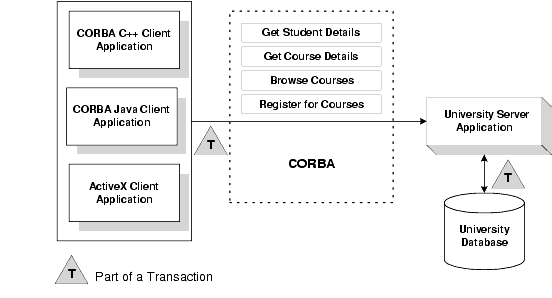 CORBA C++ Client
Application
CORBA Java Client
Application
ActiveX Client
Application
Get Student Details
Get Course Details
Browse Courses
Register for Courses
T
CORBA
University Server
Application
T
University
Database
T
Part of a Transaction